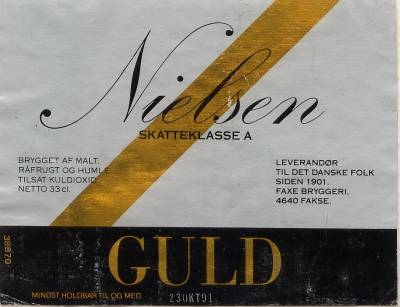 Nielsen
SKATTEKLASSE A
BRYGGET AF MALT,
RÅFRUGT OG HUMLE
TILSAT KULDIOXID.
NETTO 33 cl.
LEVERANDØR
TIL DET DANSKE FOLK
SIDEN 1901.
FAXE BRYGGERI,
4640 FAKSE.
38870
GULD
MINDST HOLDBAR TIL OG MED
23OKT91